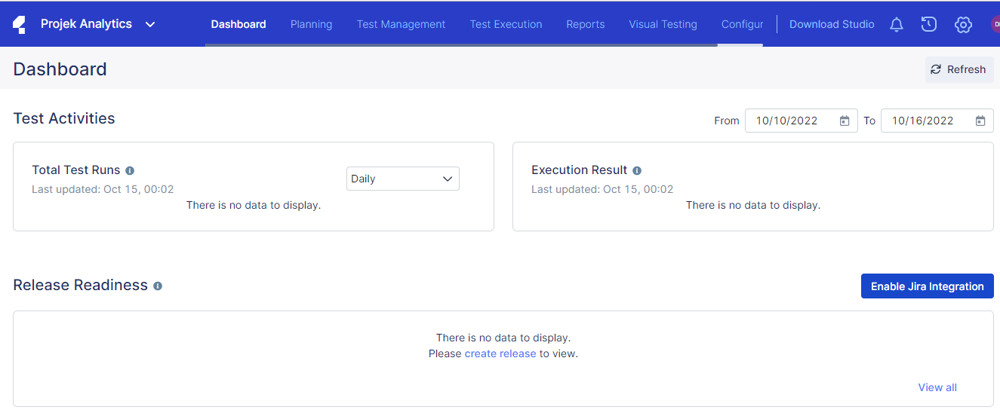 Projek Analytics
Dashboard Planning Test Management Test Execution Reports Visual Testing Configur Download Studio
Dashboard
Refresh
Test Activities
From 10/10/2022 To 10/16/2022
Total Test Runs
Daily
Last updated: Oct 15, 00:02
There is no data to display.
Execution Result
Last updated: Oct 15, 00:02
There is no data to display.
Release Readiness
Enable Jira Integration
There is no data to display.
Please create release to view.
View all